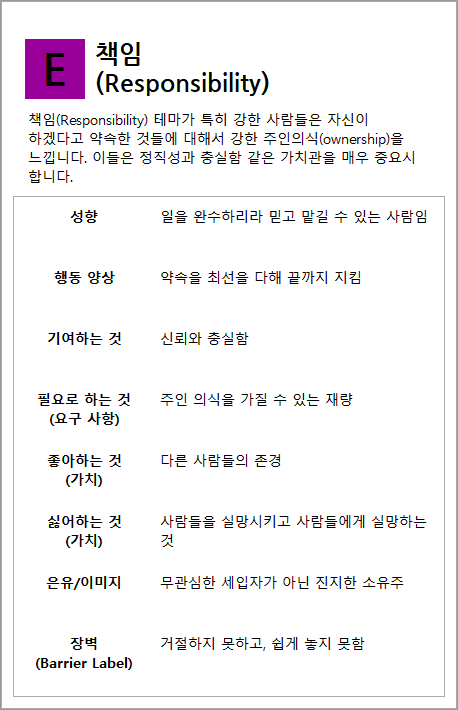 E
책임
(Responsibility)
책임(Responsibility) 테마가 특히 강한 사람들은 자신이
하겠다고 약속한 것들에 대해서 강한 주인의식(ownership)을
느낍니다. 이들은 정직성과 충실함 같은 가치관을 매우 중요시
합니다.
성향 일을 완수하리라 믿고 맡길 수 있는 사람임
행동 양상 약속을 최선을 다해 끝까지 지킴
기여하는 것 신뢰와 충실함
필요로 하는 것 주인 의식을 가질 수 있는 재량
(요구 사항)
좋아하는 것 다른 사람들의 존경
(가치)
싫어하는 것 사람들을 실망시키고 사람들에게 실망하는
(가치) 것
은유/이미지 무관심한 세입자가 아닌 진지한 소유주
장벽 거절하지 못하고, 쉽게 놓지 못함
(Barrier Label)